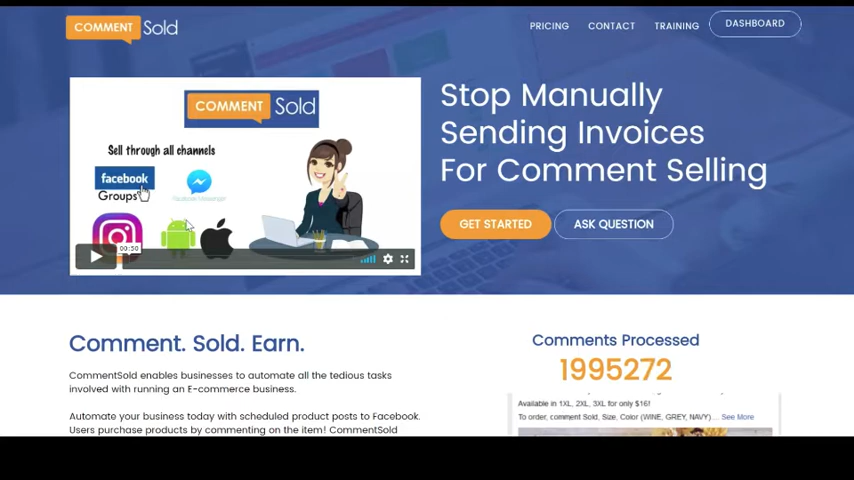 COMMENT Sold
PRICING CONTACT TRAINING DASHBOARD
COMMENT Sold
Sell through all channels
facebook
Groups
Facebook Messenger
00:50
Stop Manually
Sending Invoices
For Comment Selling
GET STARTED ASK QUESTION
Comment. Sold. Earn.
CommentSold enables businesses to automate all the tedious tasks
involved with running an E-commerce business.
Automate your business today with scheduled product posts to Facebook.
Users purchase products by commenting on the item! CommentSold
Comments Processed
1995272
Available in 1XL, 2XL, 3XL for only $16!
To order, comment Sold, Size, Color (WINE, GREY, NAVY)... See More